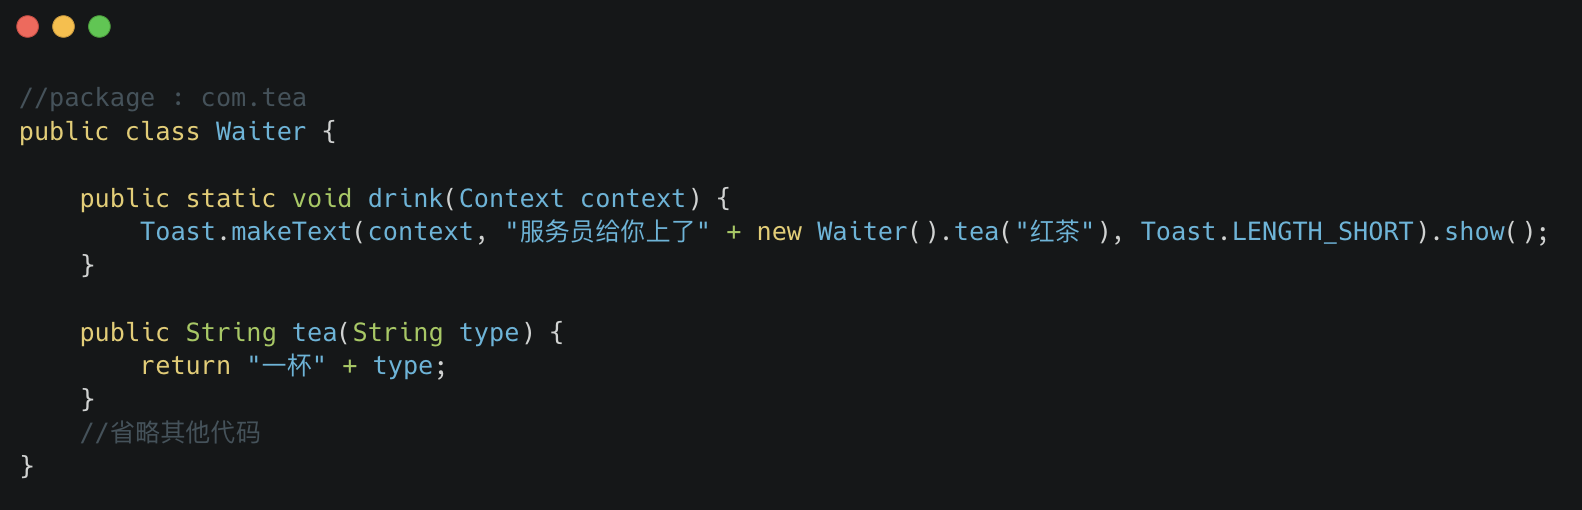 //package : com.tea
public class Waiter {
    public static void drink(Context context) {
        Toast.makeText(context, "服务员给你上了" + new Waiter().tea("红茶"), Toast.LENGTH_SHORT).show();
    }
    public String tea(String type) {
        return "一杯" + type;
    }
    //省略其他代码
}